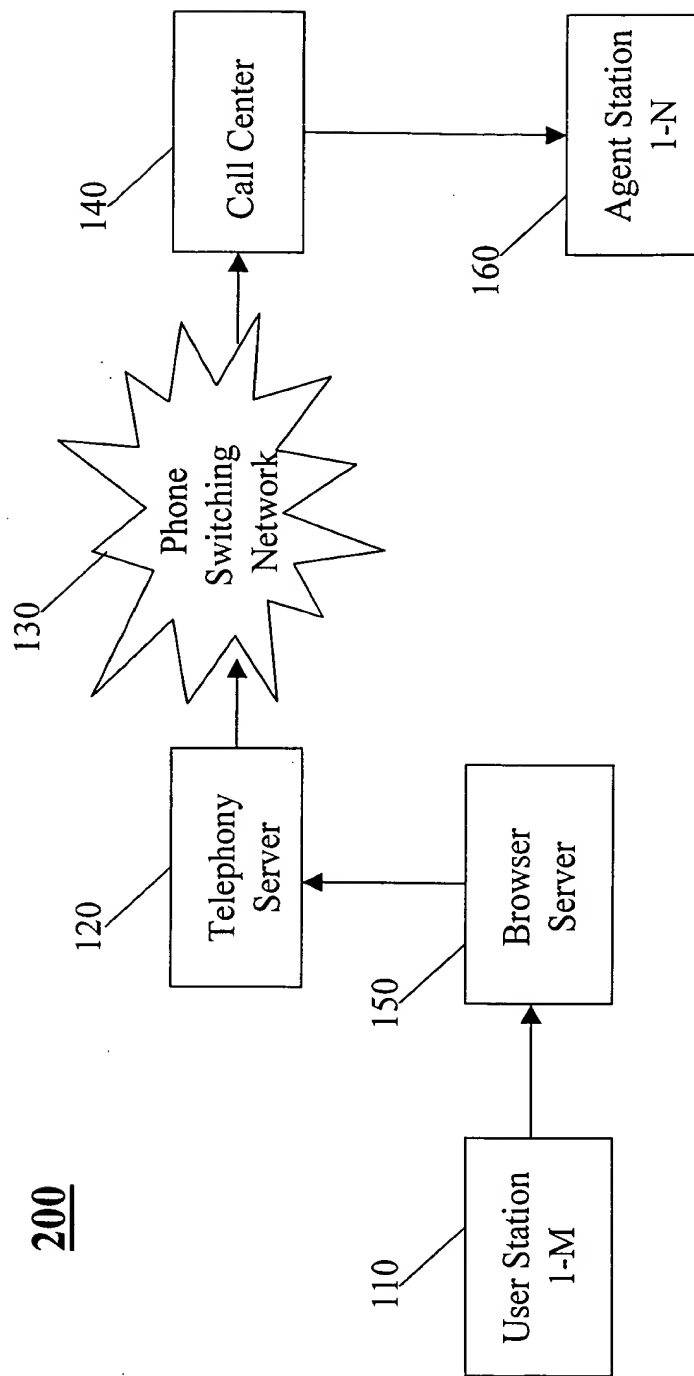 200
130
Phone
Switching
Network
140
Call Center
120
Telephony
Server
150
Browser
Server
160
Agent Station
1-N
110
User Station
1-M